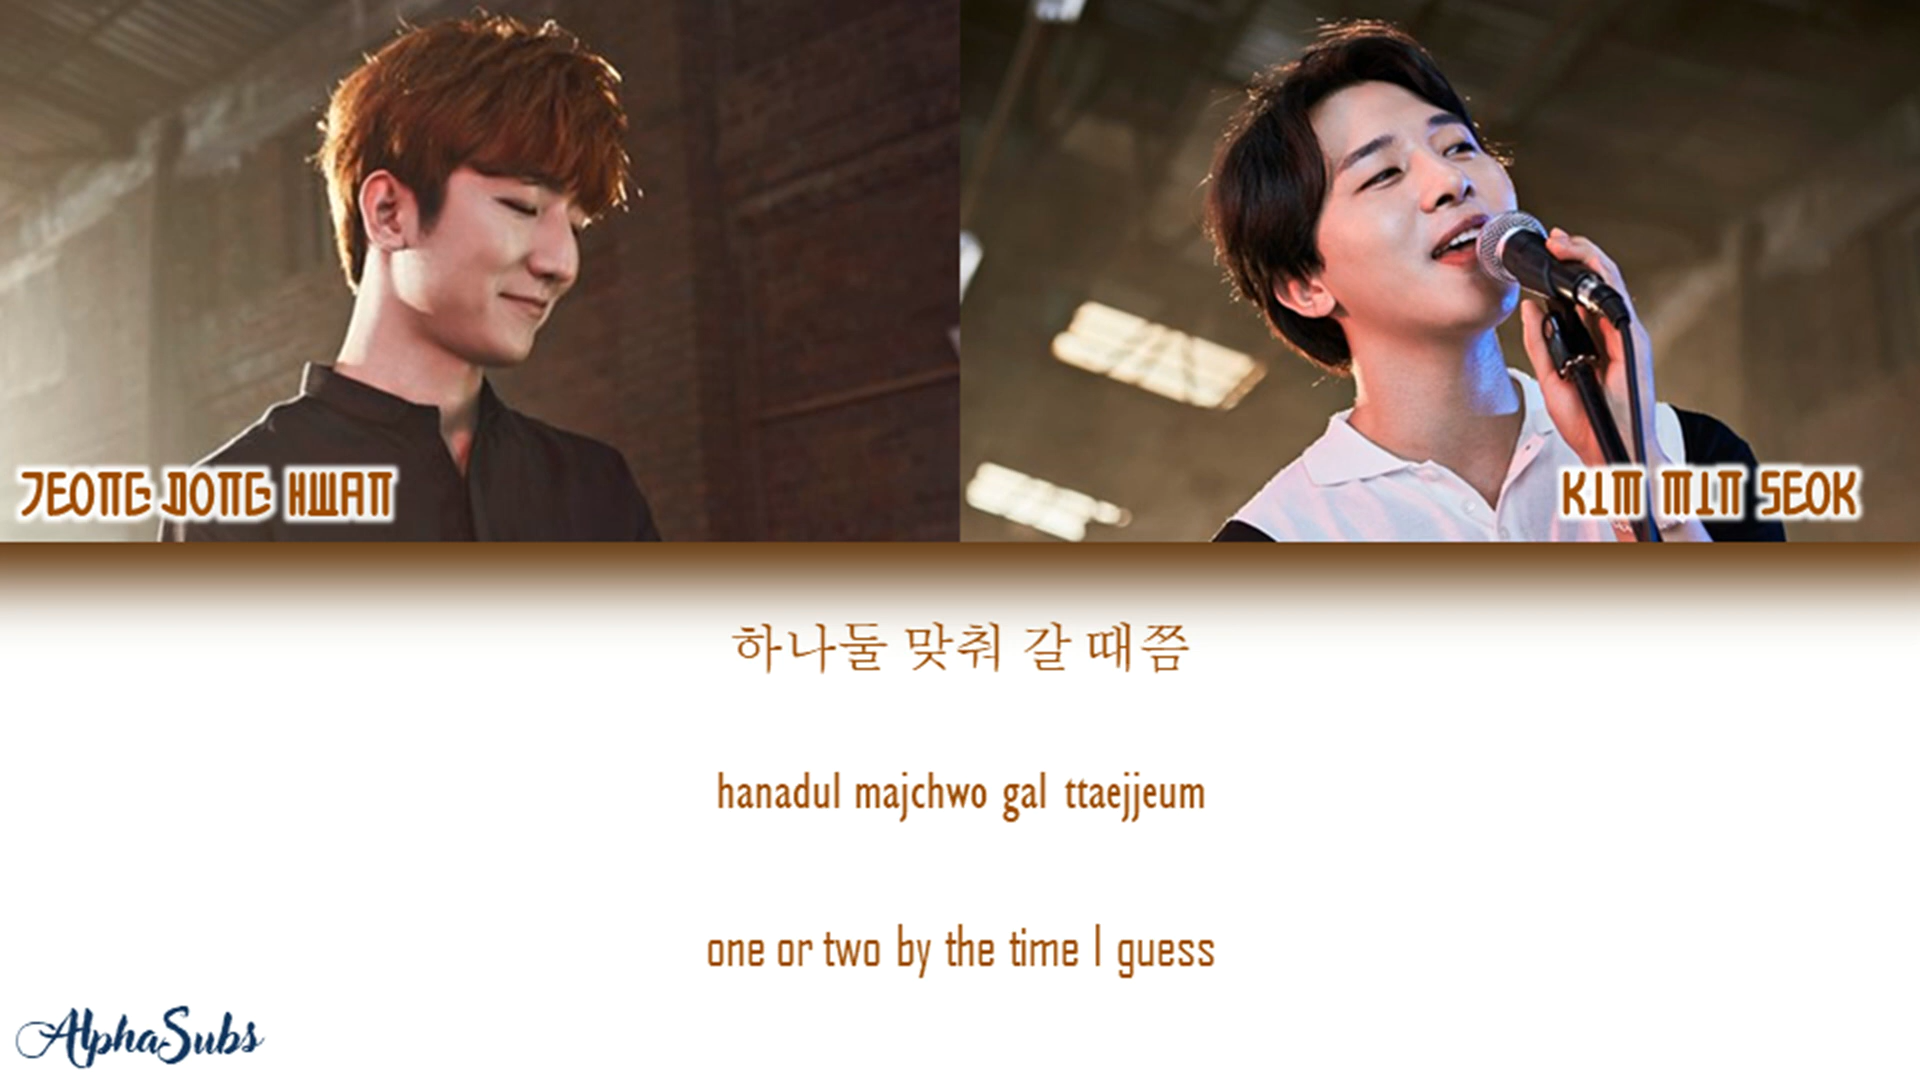 JEONG DONG HWAN
KIM MIN SEOK
하나둘 맞춰 갈 때쯤
hanadul majchwo gal ttaejjeum
one or two by the time I guess
AlphaSubs